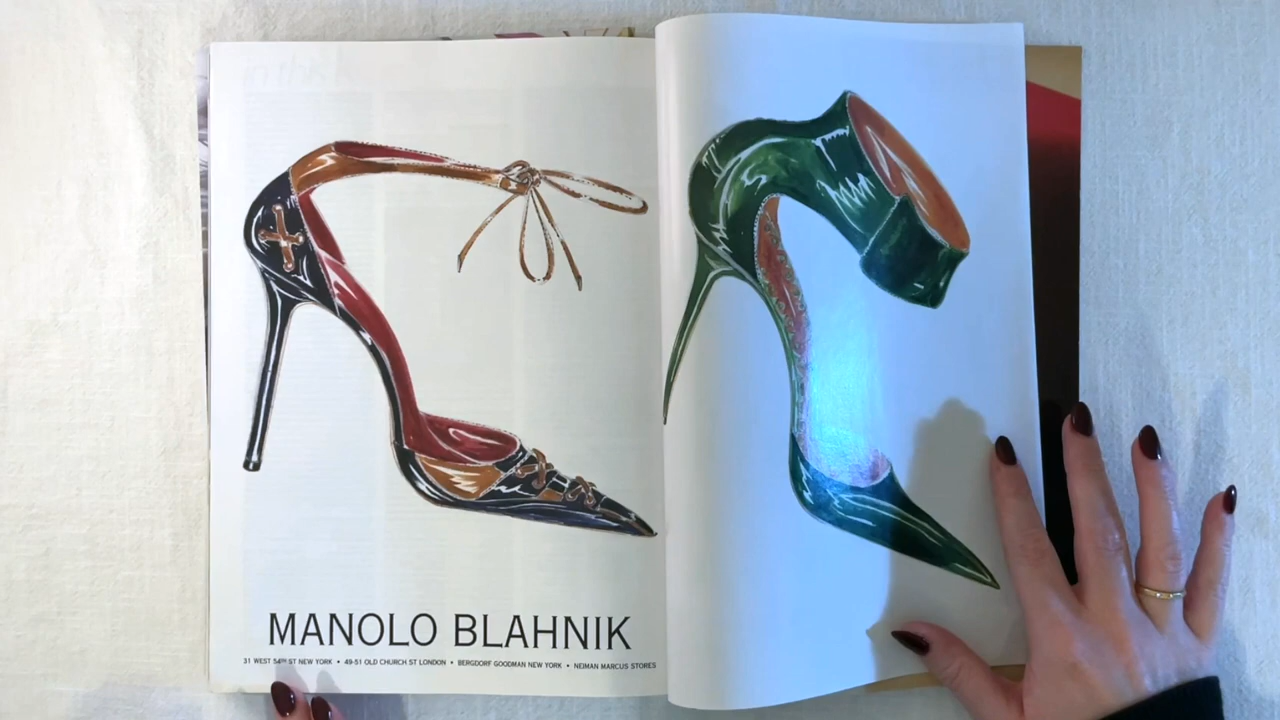 MANOLO BLAHNIK
31 WEST 54TH ST NEW YORK • 49-51 OLD CHURCH ST LONDON • BERGDORF GOODMAN NEW YORK • NEIMAN MARCUS STORES